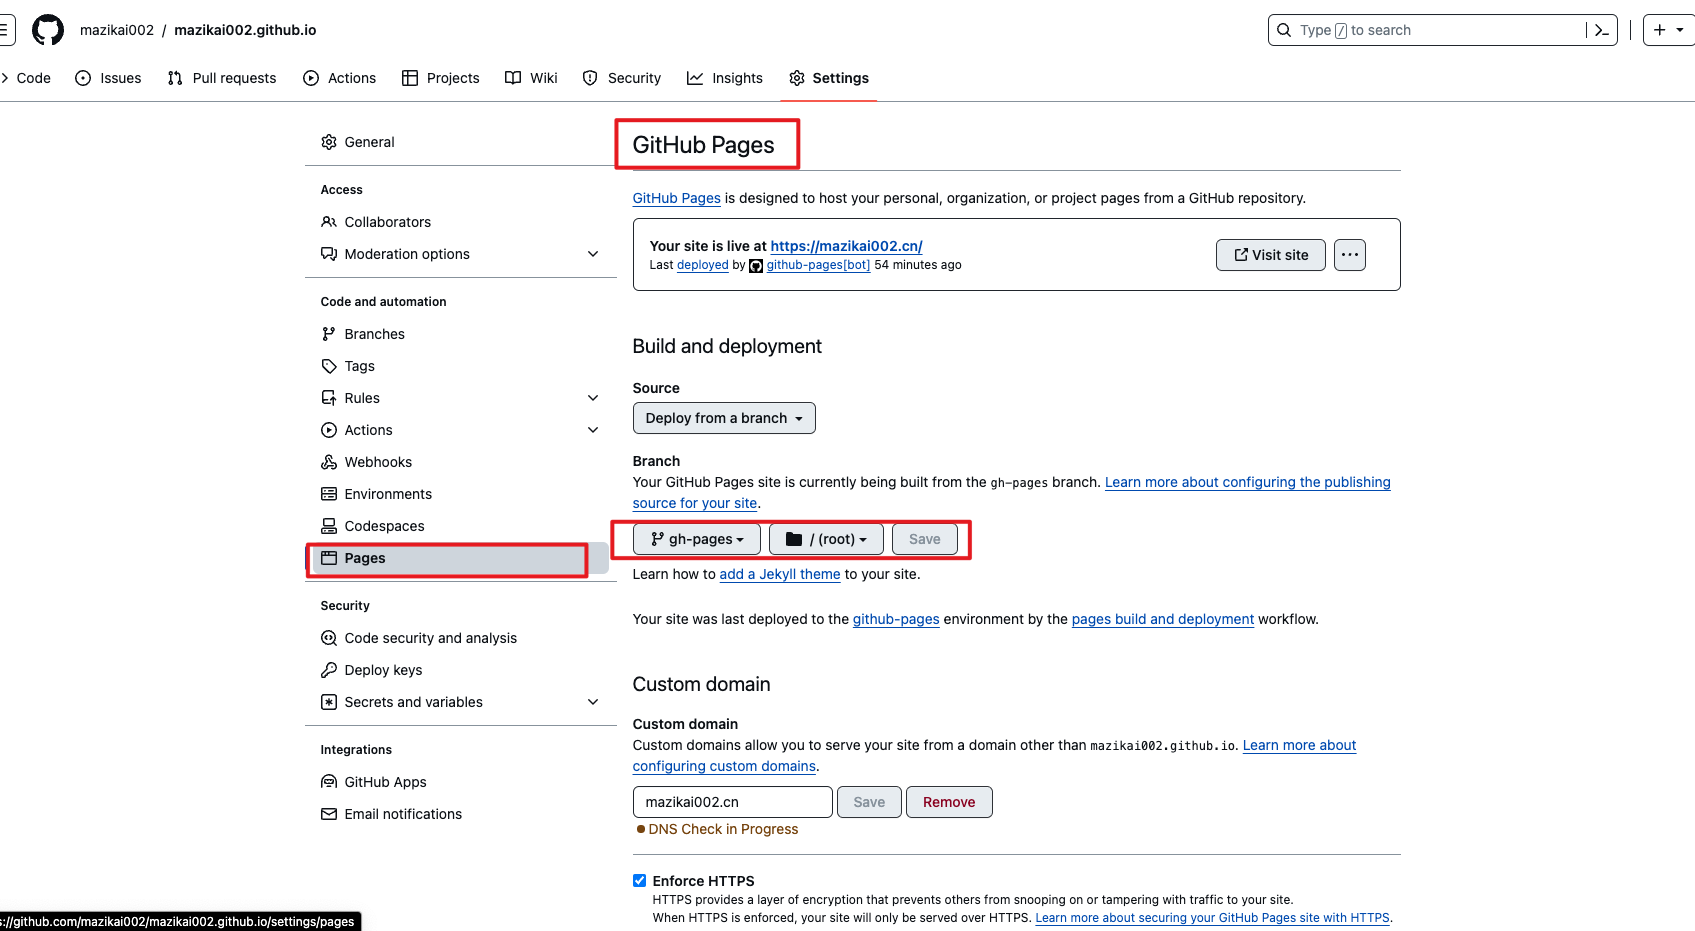 mazikai002 / mazikai002.github.io
Type / to search
Code
Issues
Pull requests
Actions
Projects
Wiki
Security
Insights
Settings
General
Access
Collaborators
Moderation options
Code and automation
Branches
Tags
Rules
Actions
Webhooks
Environments
Codespaces
Pages
Security
Code security and analysis
Deploy keys
Secrets and variables
Integrations
GitHub Apps
Email notifications
GitHub Pages
GitHub Pages is designed to host your personal, organization, or project pages from a GitHub repository.
Your site is live at https://mazikai002.cn/
Last deployed by github-pages[bot] 54 minutes ago
Visit site
Build and deployment
Source
Deploy from a branch
Branch
Your GitHub Pages site is currently being built from the gh-pages branch. Learn more about configuring the publishing
source for your site.
gh-pages
/ (root)
Save
Learn how to add a Jekyll theme to your site.
Your site was last deployed to the github-pages environment by the pages build and deployment workflow.
Custom domain
Custom domain
Custom domains allow you to serve your site from a domain other than mazikai002.github.io. Learn more about
configuring custom domains.
mazikai002.cn
Save
Remove
DNS Check in Progress
Enforce HTTPS
HTTPS provides a layer of encryption that prevents others from snooping on or tampering with traffic to your site.
When HTTPS is enforced, your site will only be served over HTTPS. Learn more about securing your GitHub Pages site with HTTPS.
s://github.com/mazikai002/mazikai002.github.io/settings/pages